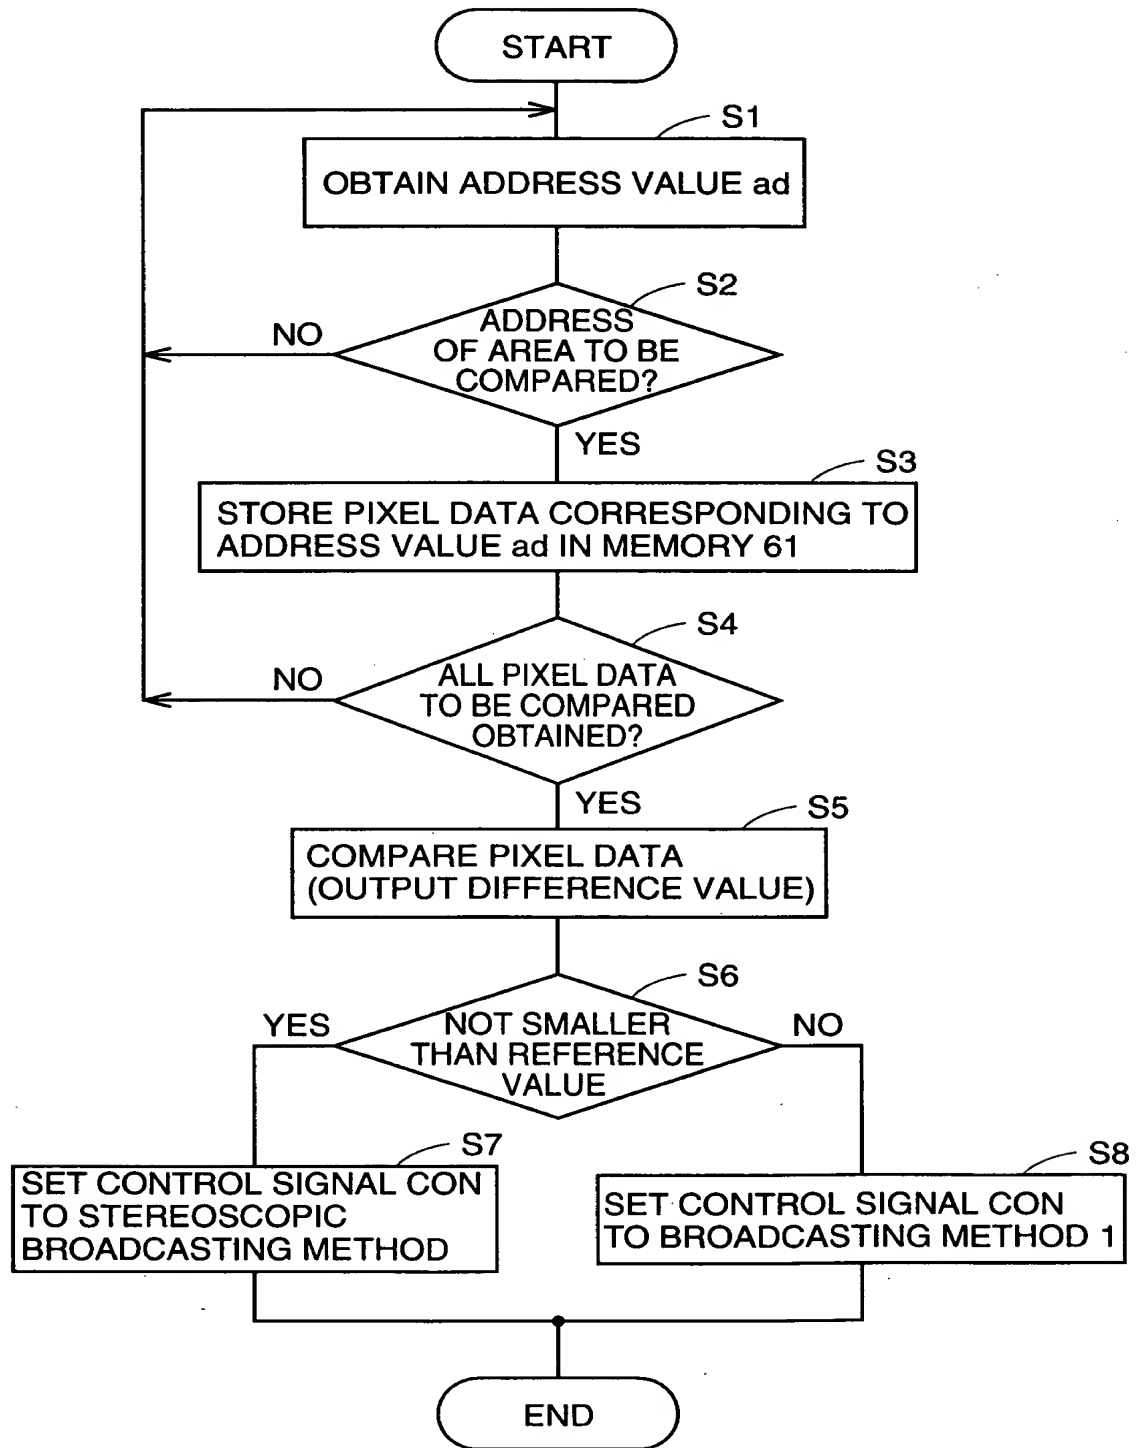 START
S1
OBTAIN ADDRESS VALUE ad
S2
ADDRESS
OF AREA TO BE
COMPARED?
NO
YES
S3
STORE PIXEL DATA CORRESPONDING TO
ADDRESS VALUE ad IN MEMORY 61
S4
ALL PIXEL DATA
TO BE COMPARED
OBTAINED?
NO
YES
S5
COMPARE PIXEL DATA
(OUTPUT DIFFERENCE VALUE)
S6
NOT SMALLER
THAN REFERENCE
VALUE
YES
NO
S7
SET CONTROL SIGNAL CON
TO STEREOSCOPIC
BROADCASTING METHOD
S8
SET CONTROL SIGNAL CON
TO BROADCASTING METHOD 1
END